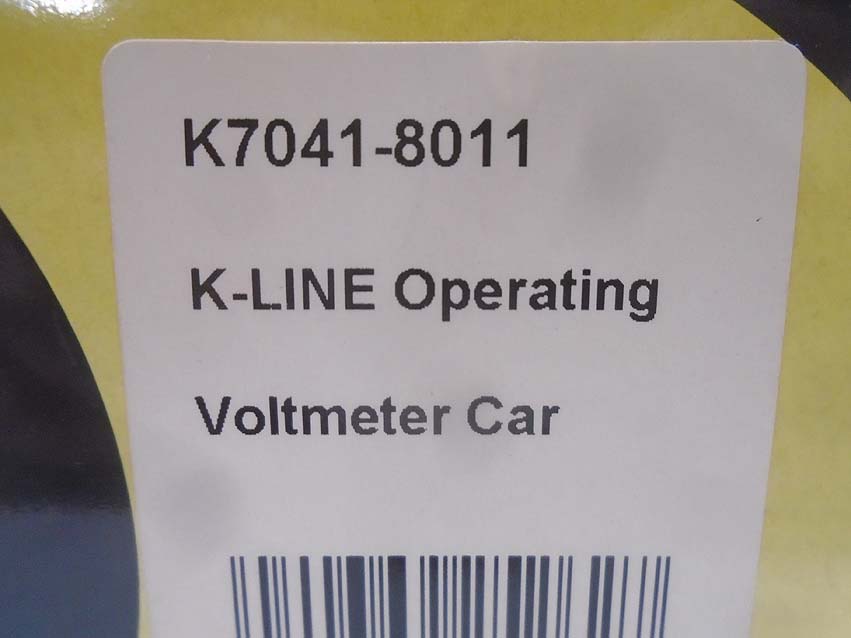 K7041-8011
K-LINE Operating
Voltmeter Car